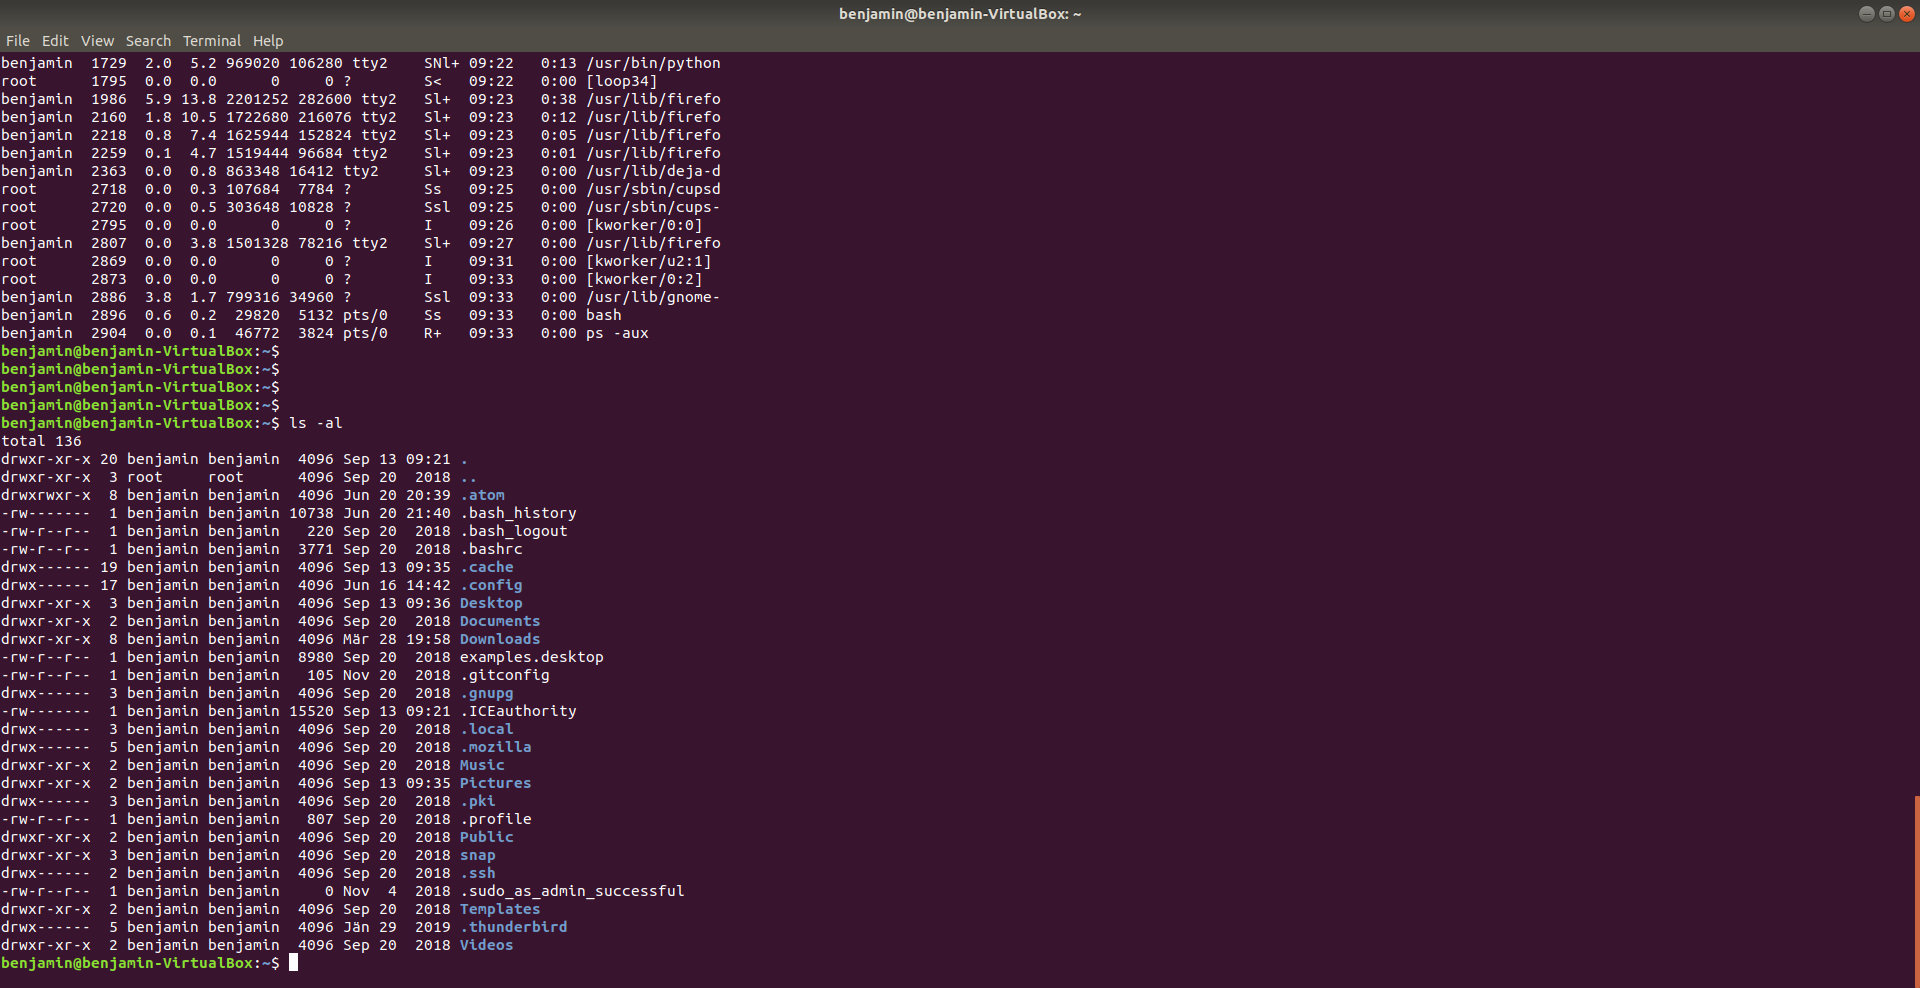 benjamin@benjamin-VirtualBox: ~
File Edit View Search Terminal Help
benjamin  1729  2.0  5.2 969020 106280 tty2    SNl+ 09:22   0:13 /usr/bin/python
root      1795  0.0  0.0      0     0 ?        S<   09:22   0:00 [loop34]
benjamin  1986  5.9 13.8 2201252 282600 tty2   Sl+  09:23   0:38 /usr/lib/firefo
benjamin  2160  1.8 10.5 1722680 216076 tty2   Sl+  09:23   0:12 /usr/lib/firefo
benjamin  2218  0.8  7.4 1625944 152824 tty2   Sl+  09:23   0:05 /usr/lib/firefo
benjamin  2259  0.1  4.7 1519444 96684 tty2    Sl+  09:23   0:01 /usr/lib/firefo
benjamin  2363  0.0  0.8 863348 16412 tty2     Sl+  09:23   0:00 /usr/lib/deja-d
root      2718  0.0  0.3 107684  7784 ?        Ss   09:25   0:00 /usr/sbin/cupsd
root      2720  0.0  0.5 303648 10828 ?        Ssl  09:25   0:00 /usr/sbin/cups-
root      2795  0.0  0.0      0     0 ?        I    09:26   0:00 [kworker/0:0]
benjamin  2807  0.0  3.8 1501328 78216 tty2    Sl+  09:27   0:00 /usr/lib/firefo
root      2869  0.0  0.0      0     0 ?        I    09:31   0:00 [kworker/u2:1]
root      2873  0.0  0.0      0     0 ?        I    09:33   0:00 [kworker/0:2]
benjamin  2886  3.8  1.7 799316 34960 ?        Ssl  09:33   0:00 /usr/lib/gnome-
benjamin  2896  0.6  0.2  29820  5132 pts/0    Ss   09:33   0:00 bash
benjamin  2904  0.0  0.1  46772  3824 pts/0    R+   09:33   0:00 ps -aux
benjamin@benjamin-VirtualBox:~$
benjamin@benjamin-VirtualBox:~$
benjamin@benjamin-VirtualBox:~$
benjamin@benjamin-VirtualBox:~$
benjamin@benjamin-VirtualBox:~$ ls -al
total 136
drwxr-xr-x 20 benjamin benjamin  4096 Sep 13 09:21 .
drwxr-xr-x  3 root     root      4096 Sep 20  2018 ..
drwxrwxr-x  8 benjamin benjamin  4096 Jun 20 20:39 .atom
-rw-------  1 benjamin benjamin 10738 Jun 20 21:40 .bash_history
-rw-r--r--  1 benjamin benjamin   220 Sep 20  2018 .bash_logout
-rw-r--r--  1 benjamin benjamin  3771 Sep 20  2018 .bashrc
drwx------ 19 benjamin benjamin  4096 Sep 13 09:35 .cache
drwx------ 17 benjamin benjamin  4096 Jun 16 14:42 .config
drwxr-xr-x  3 benjamin benjamin  4096 Sep 13 09:36 Desktop
drwxr-xr-x  2 benjamin benjamin  4096 Sep 20  2018 Documents
drwxr-xr-x  8 benjamin benjamin  4096 Mär 28 19:58 Downloads
-rw-r--r--  1 benjamin benjamin  8980 Sep 20  2018 examples.desktop
-rw-r--r--  1 benjamin benjamin   105 Nov 20  2018 .gitconfig
drwx------  3 benjamin benjamin  4096 Sep 20  2018 .gnupg
-rw-------  1 benjamin benjamin 15520 Sep 13 09:21 .ICEauthority
drwx------  3 benjamin benjamin  4096 Sep 20  2018 .local
drwx------  5 benjamin benjamin  4096 Sep 20  2018 .mozilla
drwxr-xr-x  2 benjamin benjamin  4096 Sep 20  2018 Music
drwxr-xr-x  2 benjamin benjamin  4096 Sep 13 09:35 Pictures
drwx------  3 benjamin benjamin  4096 Sep 20  2018 .pki
-rw-r--r--  1 benjamin benjamin   807 Sep 20  2018 .profile
drwxr-xr-x  2 benjamin benjamin  4096 Sep 20  2018 Public
drwxr-xr-x  3 benjamin benjamin  4096 Sep 20  2018 snap
drwx------  2 benjamin benjamin  4096 Sep 20  2018 .ssh
-rw-r--r--  1 benjamin benjamin     0 Nov  4  2018 .sudo_as_admin_successful
drwxr-xr-x  2 benjamin benjamin  4096 Sep 20  2018 Templates
drwx------  5 benjamin benjamin  4096 Jän 29  2019 .thunderbird
drwxr-xr-x  2 benjamin benjamin  4096 Sep 20  2018 Videos
benjamin@benjamin-VirtualBox:~$